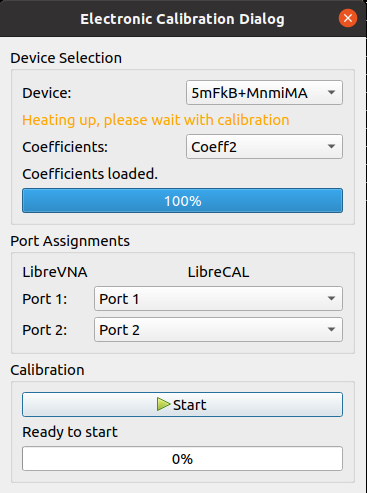 Electronic Calibration Dialog
Device Selection
Device: 5mFkB+MnmiMA
Heating up, please wait with calibration
Coefficients: Coeff2
Coefficients loaded.
100%
Port Assignments
LibreVNA LibreCAL
Port 1: Port 1
Port 2: Port 2
Calibration
Start
Ready to start
0%